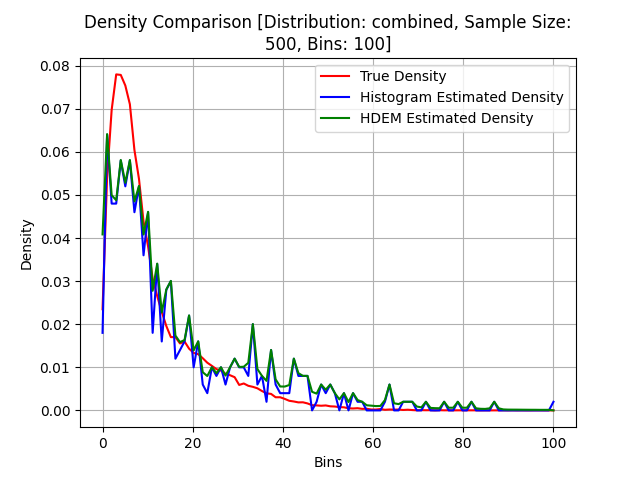 Density Comparison [Distribution: combined, Sample Size:
500, Bins: 100]
True Density
Histogram Estimated Density
HDEM Estimated Density
Density
0.08
0.07
0.06
0.05
0.04
0.03
0.02
0.01
0.00
0 20 40 60 80 100
Bins